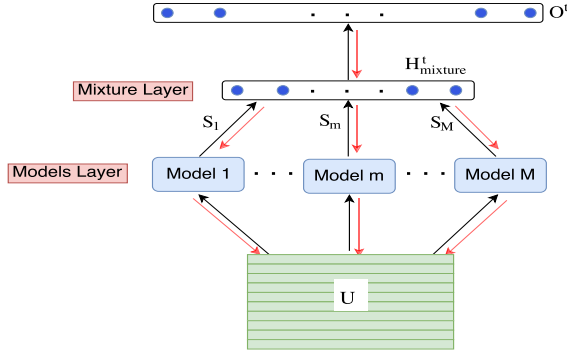 O^t
H^t_mixture
Mixture Layer
S_1
S_m
S_M
Models Layer
Model 1
Model m
Model M
U